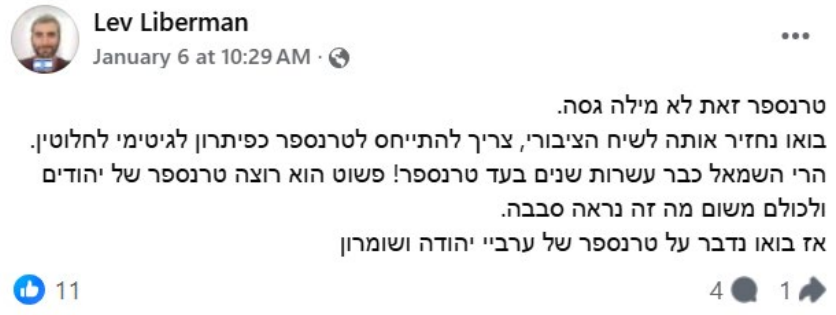 Lev Liberman
January 6 at 10:29 AM ·
טרנספר זאת לא מילה גסה.
בואו נחזיר אותה לשיח הציבורי, צריך להתייחס לטרנספר כפיתרון לגיטימי לחלוטין.
הרי השמאל כבר עשרות שנים בעד טרנספר! פשוט הוא רוצה טרנספר של יהודים
ולכולם משום מה זה נראה סבבה.
אז בואו נדבר על טרנספר של ערביי יהודה ושומרון
11 4 1